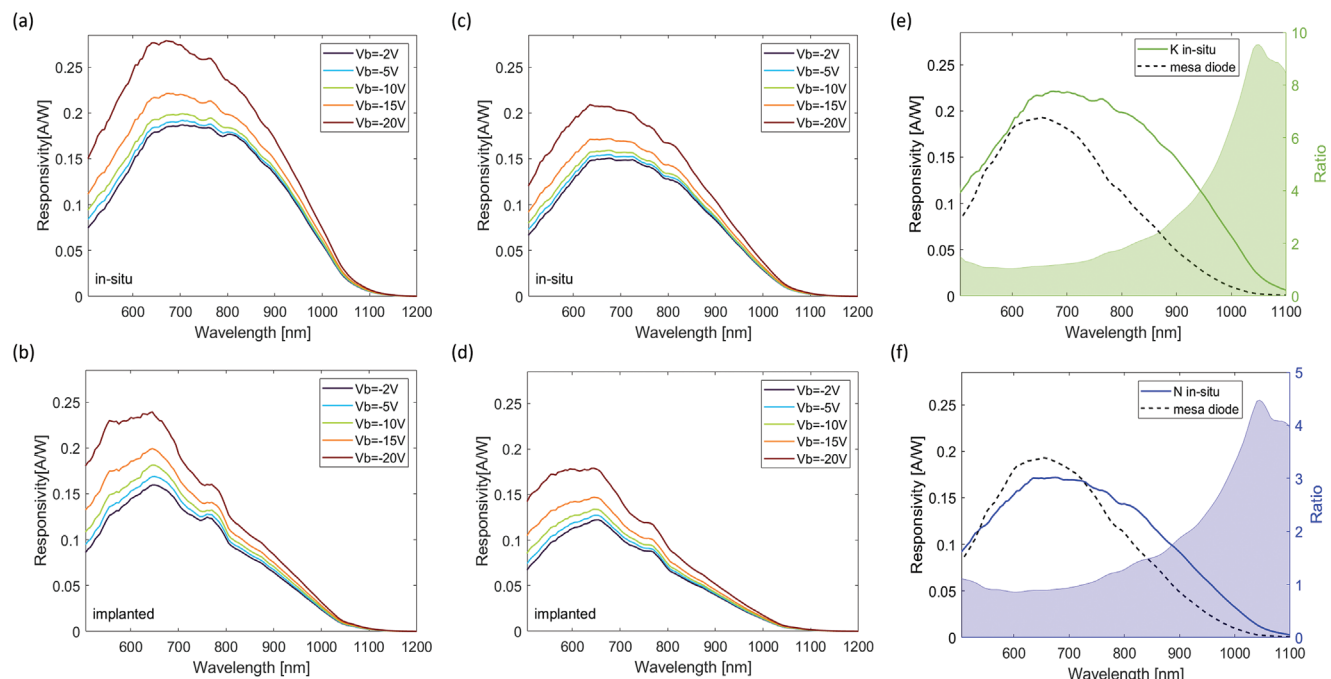 (a)
0.25
0.2
0.15
0.1
0.05
0
Responsivity[A/W]
Vb=-2V
Vb=-5V
Vb=-10V
Vb=-15V
Vb=-20V
in-situ
600 700 800 900 1000 1100 1200
Wavelength [nm]
(c)
0.25
0.2
0.15
0.1
0.05
0
Responsivity[A/W]
Vb=-2V
Vb=-5V
Vb=-10V
Vb=-15V
Vb=-20V
in-situ
600 700 800 900 1000 1100 1200
Wavelength [nm]
(e)
0.25
0.2
0.15
0.1
0.05
0
Responsivity [A/W]
K in-situ
mesa diode
10
8
6
4
2
0
Ratio
600 700 800 900 1000 1100
Wavelength [nm]
(b)
0.25
0.2
0.15
0.1
0.05
0
Responsivity[A/W]
Vb=-2V
Vb=-5V
Vb=-10V
Vb=-15V
Vb=-20V
implanted
600 700 800 900 1000 1100 1200
Wavelength [nm]
(d)
0.25
0.2
0.15
0.1
0.05
0
Responsivity[A/W]
Vb=-2V
Vb=-5V
Vb=-10V
Vb=-15V
Vb=-20V
implanted
600 700 800 900 1000 1100 1200
Wavelength [nm]
(f)
0.25
0.2
0.15
0.1
0.05
0
Responsivity [A/W]
N in-situ
mesa diode
5
4
3
2
1
0
Ratio
600 700 800 900 1000 1100
Wavelength [nm]